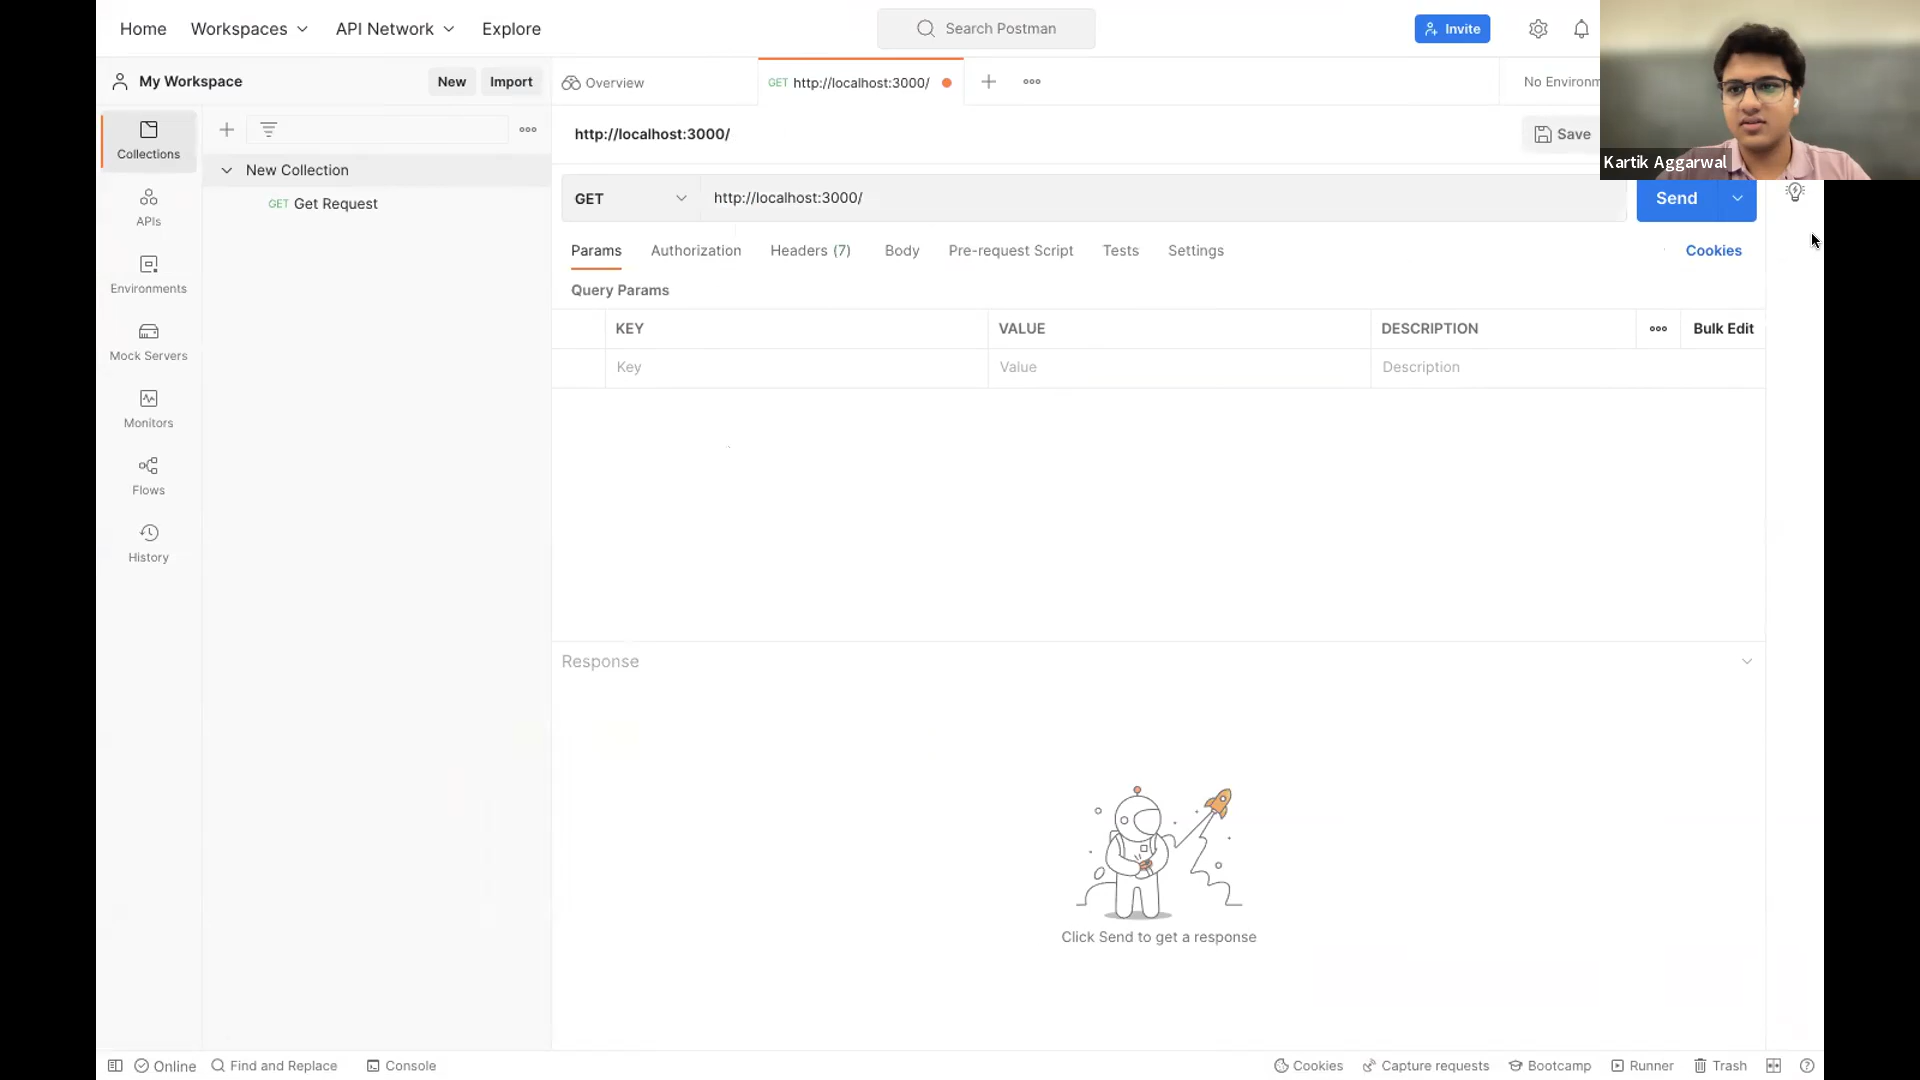 Home Workspaces API Network Explore Search Postman Invite
My Workspace New Import Overview GET http://localhost:3000/ No Environm
http://localhost:3000/ Save
Kartik Aggarwal
Collections
New Collection
GET Get Request
GET http://localhost:3000/ Send
APIs
Params Authorization Headers (7) Body Pre-request Script Tests Settings Cookies
Environments
Query Params
KEY VALUE DESCRIPTION Bulk Edit
Mock Servers
Key Value Description
Monitors
Flows
History
Response
Click Send to get a response
Online Find and Replace Console Cookies Capture requests Bootcamp Runner Trash